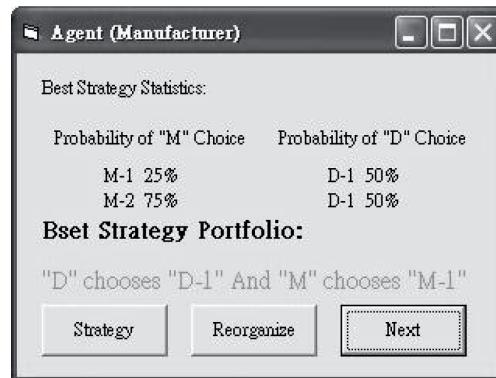 Agent (Manufacturer)
Best Strategy Statistics:
Probability of "M" Choice Probability of "D" Choice
M-1 25% D-1 50%
M-2 75% D-1 50%
Bset Strategy Portfolio:
"D" chooses "D-1" And "M" chooses "M-1"
Strategy Reorganize Next